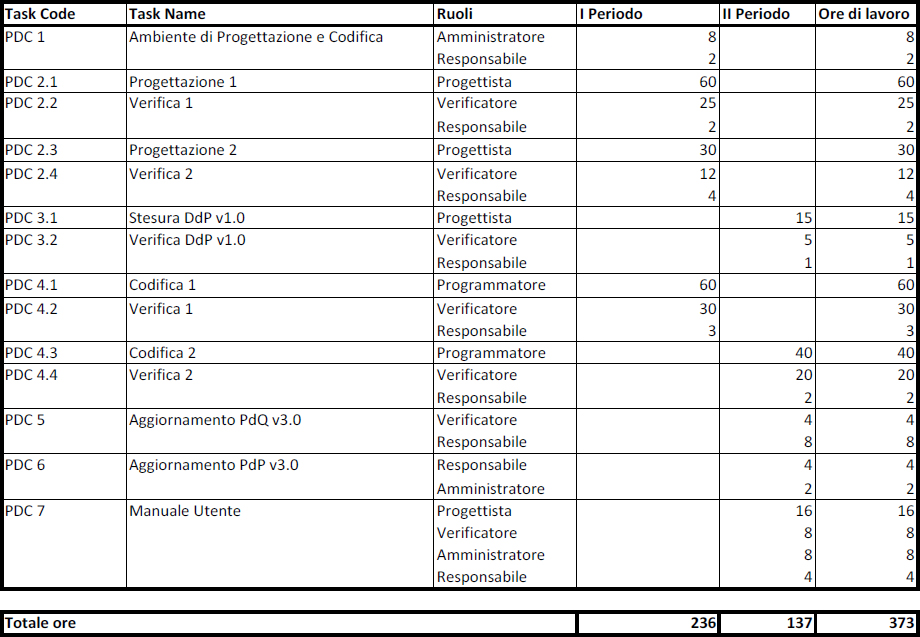 Task Code Task Name Ruoli I Periodo II Periodo Ore di lavoro
PDC 1 Ambiente di Progettazione e Codifica Amministratore 8 8
Responsabile 2 2
PDC 2.1 Progettazione 1 Progettista 60 60
PDC 2.2 Verifica 1 Verificatore 25 25
Responsabile 2 2
PDC 2.3 Progettazione 2 Progettista 30 30
PDC 2.4 Verifica 2 Verificatore 12 12
Responsabile 4 4
PDC 3.1 Stesura DdP v1.0 Progettista 15 15
PDC 3.2 Verifica DdP v1.0 Verificatore 5 5
Responsabile 1 1
PDC 4.1 Codifica 1 Programmatore 60 60
PDC 4.2 Verifica 1 Verificatore 30 30
Responsabile 3 3
PDC 4.3 Codifica 2 Programmatore 40 40
PDC 4.4 Verifica 2 Verificatore 20 20
Responsabile 2 2
PDC 5 Aggiornamento PdQ v3.0 Verificatore 4 4
Responsabile 8 8
PDC 6 Aggiornamento PdP v3.0 Responsabile 4 4
Amministratore 2 2
PDC 7 Manuale Utente Progettista 16 16
Verificatore 8 8
Amministratore 8 8
Responsabile 4 4
Totale ore 236 137 373